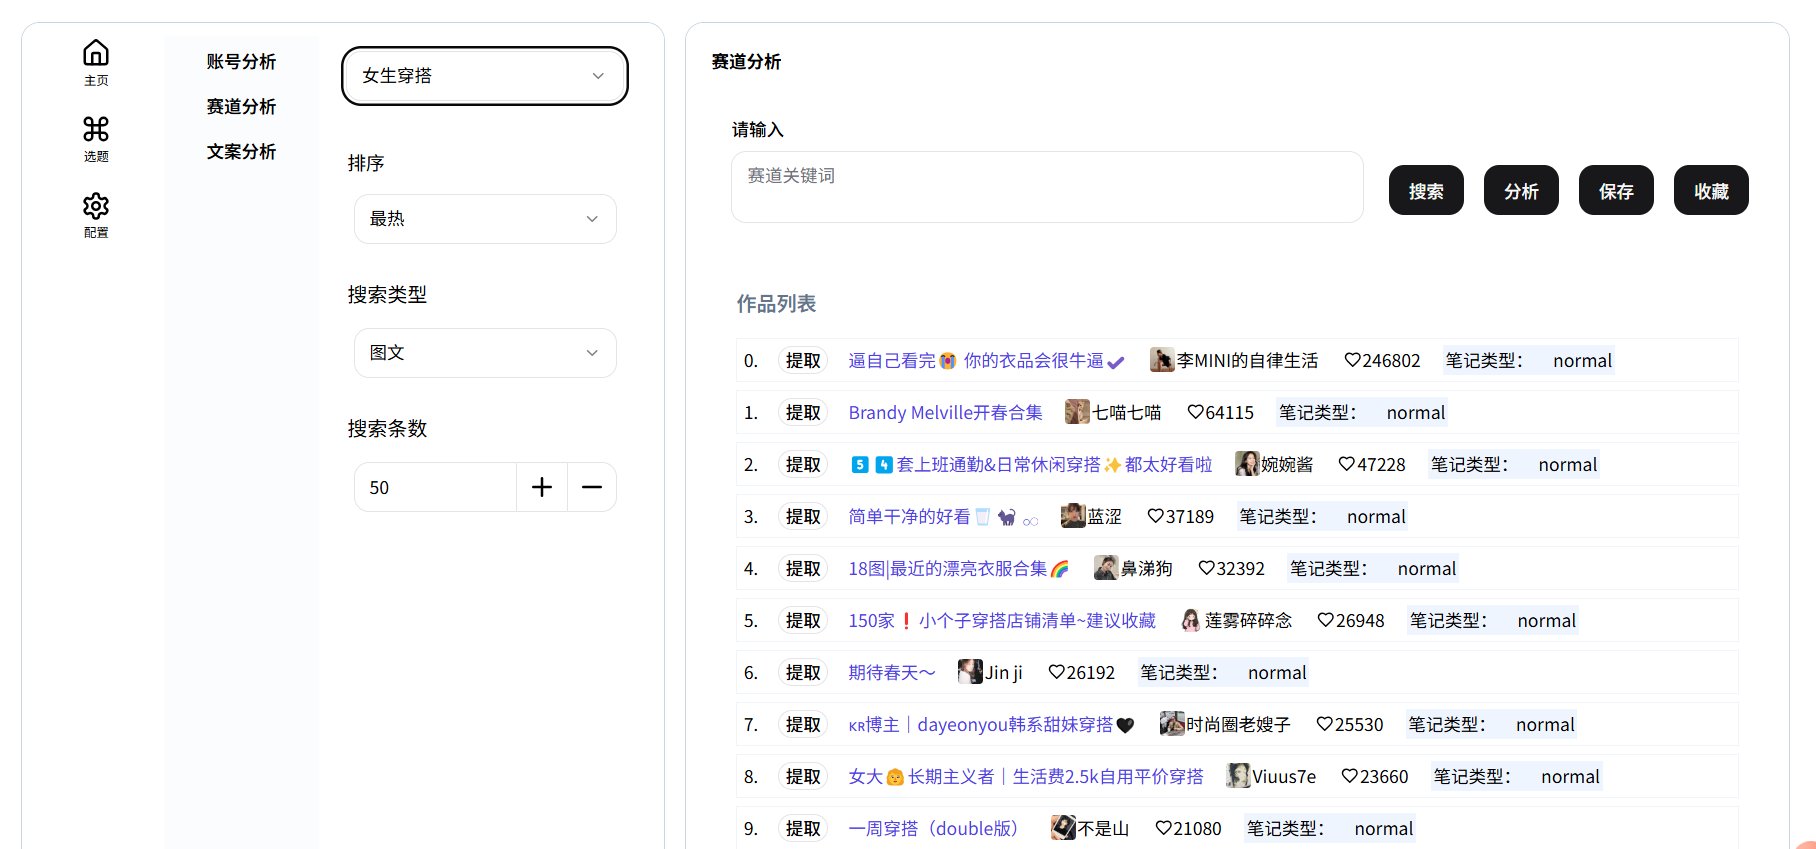 主页
选题
配置
账号分析
赛道分析
文案分析
女生穿搭
排序
最热
搜索类型
图文
搜索条数
50
赛道分析
请输入
赛道关键词
搜索
分析
保存
收藏
作品列表
0. 提取 逼自己看完😭 你的衣品会很牛逼✔️ 李MINI的自律生活 ♡246802 笔记类型： normal
1. 提取 Brandy Melville开春合集 七喵七喵 ♡64115 笔记类型： normal
2. 提取 5️⃣4️⃣套上班通勤&日常休闲穿搭✨都太好看啦 婉婉酱 ♡47228 笔记类型： normal
3. 提取 简单干净的好看🥛🐈‍⬛ 蓝涩 ♡37189 笔记类型： normal
4. 提取 18图|最近的漂亮衣服合集🌈 鼻涕狗 ♡32392 笔记类型： normal
5. 提取 150家❗小个子穿搭店铺清单~建议收藏 莲雾碎碎念 ♡26948 笔记类型： normal
6. 提取 期待春天～ Jin ji ♡26192 笔记类型： normal
7. 提取 🇰🇷博主｜dayeonyou韩系甜妹穿搭🖤 时尚圈老嫂子 ♡25530 笔记类型： normal
8. 提取 女大👩长期主义者｜生活费2.5k自用平价穿搭 Viuus7e ♡23660 笔记类型： normal
9. 提取 一周穿搭（double版） 不是山 ♡21080 笔记类型： normal